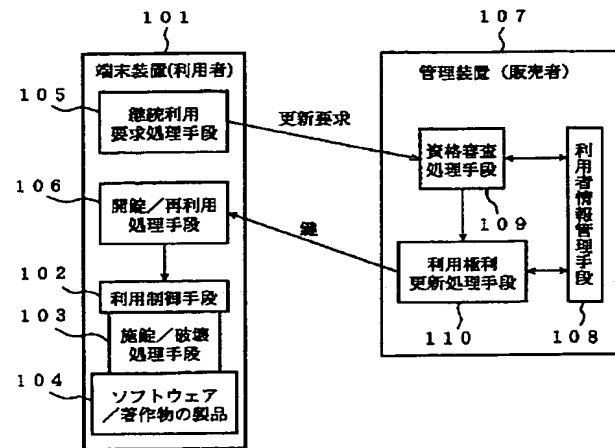 101
107
端末装置(利用者)
管理装置(販売者)
105
継続利用
要求処理手段
更新要求
資格審査
処理手段
利用者情報管理手段
106
開錠/再利用
処理手段
鍵
109
102
利用制御手段
利用権利
更新処理手段
103
施錠/破壊
処理手段
110
108
104
ソフトウェア
/著作物の製品